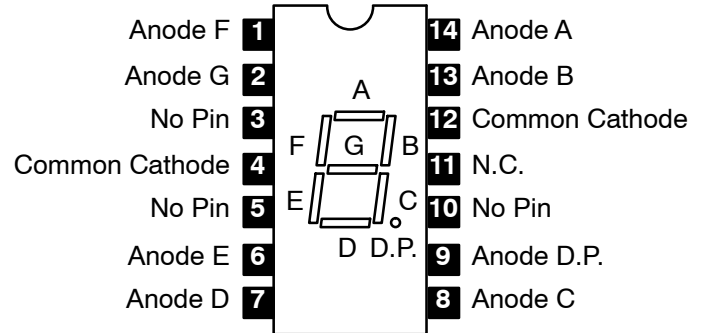 Anode F 1 14 Anode A
Anode G 2 13 Anode B
A
No Pin 3 12 Common Cathode
F G B
Common Cathode 4 11 N.C.
No Pin 5 E C 10 No Pin
D D.P.
Anode E 6 9 Anode D.P.
Anode D 7 8 Anode C